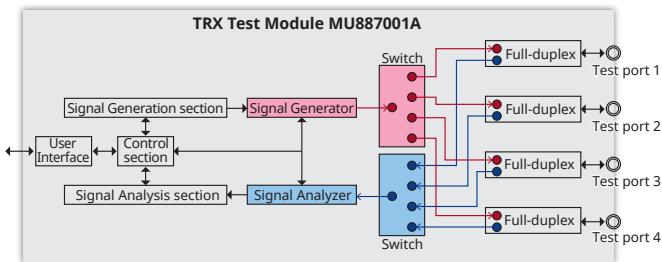 TRX Test Module MU887001A
Switch
Full-duplex
Test port 1
Signal Generation section
Signal Generator
Full-duplex
Test port 2
User
Interface
Control
section
Full-duplex
Test port 3
Signal Analysis section
Signal Analyzer
Full-duplex
Test port 4
Switch